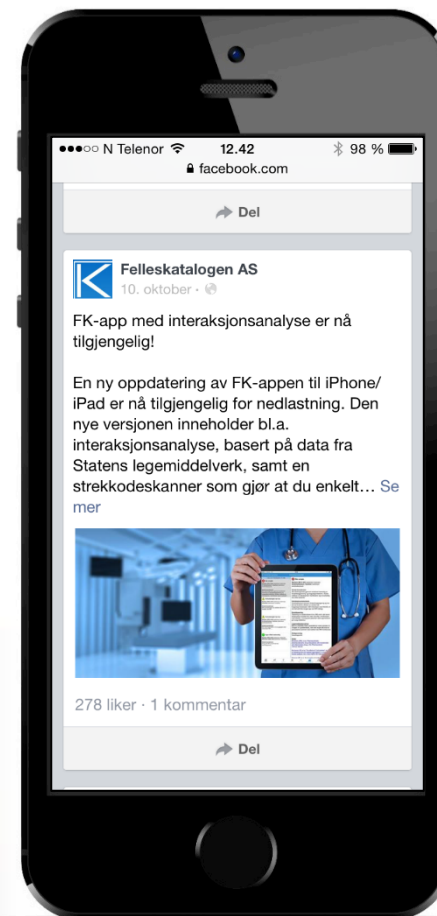 N Telenor 12.42 98 %
facebook.com
Del
Felleskatalogen AS
10. oktober ·
FK-app med interaksjonsanalyse er nå
tilgjengelig!
En ny oppdatering av FK-appen til iPhone/
iPad er nå tilgjengelig for nedlastning. Den
nye versjonen inneholder bl.a.
interaksjonsanalyse, basert på data fra
Statens legemiddelverk, samt en
strekkodeskanner som gjør at du enkelt… Se
mer
278 liker · 1 kommentar
Del